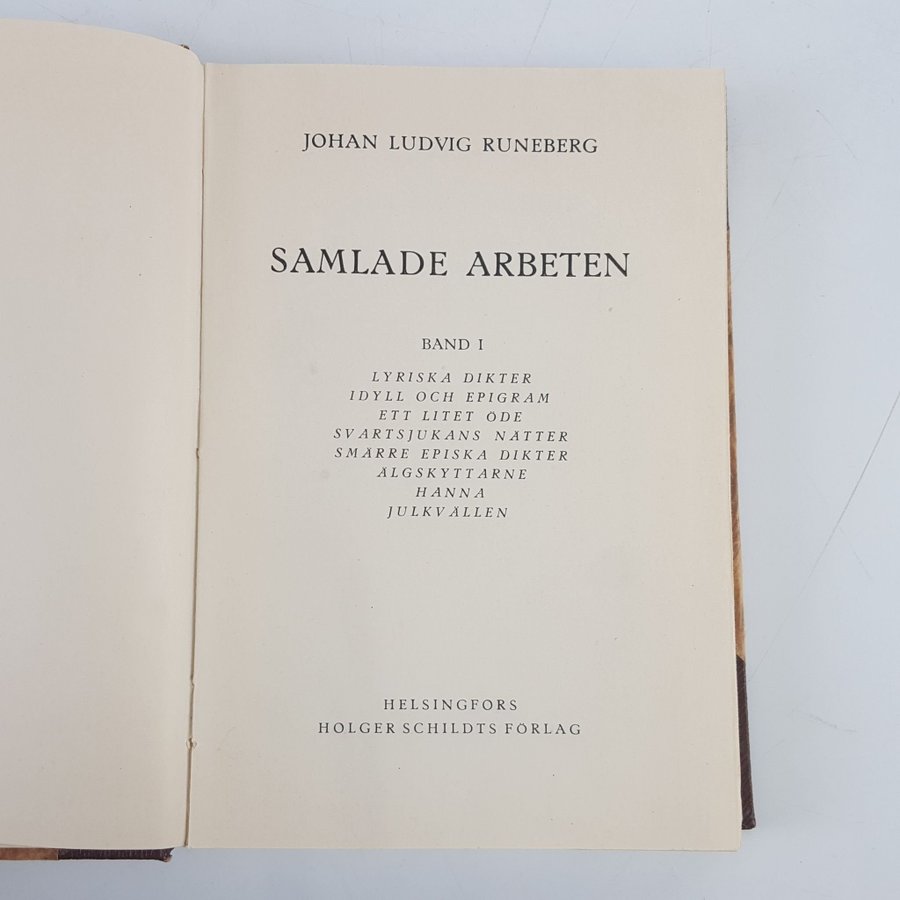 JOHAN LUDVIG RUNEBERG
SAMLADE ARBETEN
BAND I
LYRISKA DIKTER
IDYLL OCH EPIGRAM
ETT LITET ÖDE
SVARTSJUKANS NÄTTER
SMÄRRE EPISKA DIKTER
ÄLGSKYTTARNE
HANNA
JULKVÄLLEN
HELSINGFORS
HOLGER SCHILDTS FÖRLAG